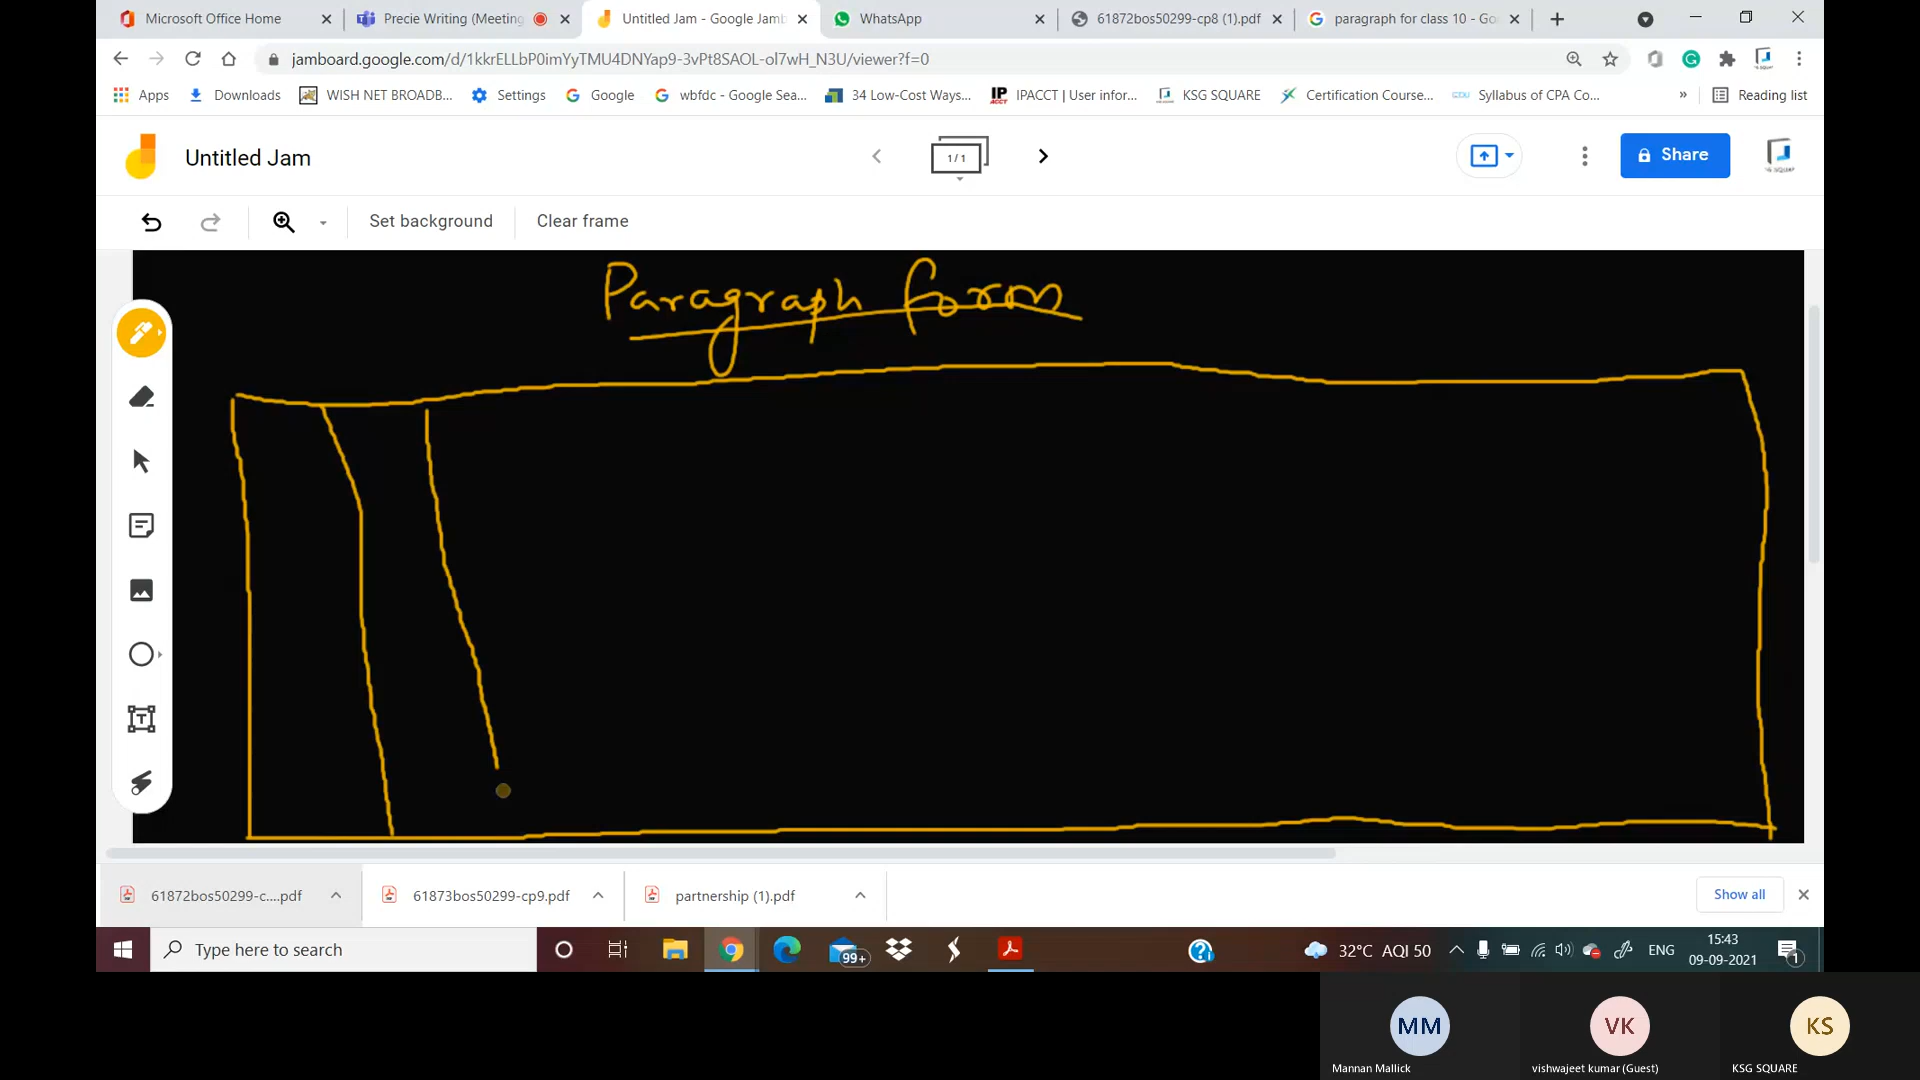 Microsoft Office Home
Precie Writing (Meeting
Untitled Jam - Google Jamb
WhatsApp
61872bos50299-cp8 (1).pdf
paragraph for class 10 - Go
jamboard.google.com/d/1kkrELLbP0imYyTMU4DNYap9-3vPt8SAOL-ol7wH_N3U/viewer?f=0
Apps
Downloads
WISH NET BROADB...
Settings
Google
wbfdc - Google Sea...
34 Low-Cost Ways...
IP ACCT
IPACCT | User infor...
KSG SQUARE
Certification Course...
Syllabus of CPA Co...
»
Reading list
Untitled Jam
1 / 1
Share
Set background
Clear frame
Paragraph form
61872bos50299-c....pdf
61873bos50299-cp9.pdf
partnership (1).pdf
Show all
Type here to search
99+
32°C AQI 50
ENG
15:43
09-09-2021
1
MM
VK
KS
Mannan Mallick
vishwajeet kumar (Guest)
KSG SQUARE